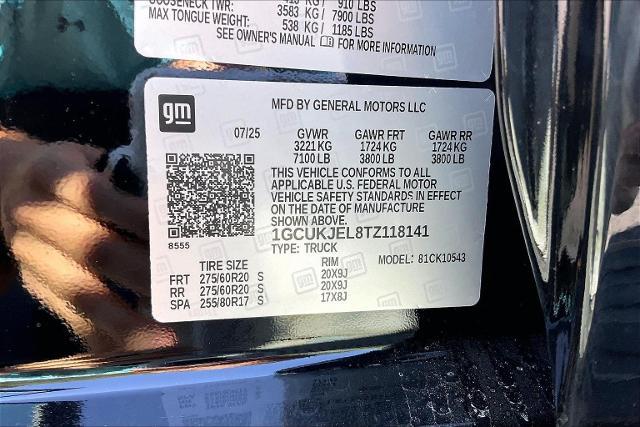 GOOSENECK TWR: 3583 KG / 7900 LBS
MAX TONGUE WEIGHT: 538 KG / 1185 LBS
SEE OWNER'S MANUAL FOR MORE INFORMATION
gm
MFD BY GENERAL MOTORS LLC
07/25 GVWR GAWR FRT GAWR RR
3221 KG 1724 KG 1724 KG
7100 LB 3800 LB 3800 LB
THIS VEHICLE CONFORMS TO ALL
APPLICABLE U.S. FEDERAL MOTOR
VEHICLE SAFETY STANDARDS IN EFFECT
ON THE DATE OF MANUFACTURE
SHOWN ABOVE.
8555
1GCUKJEL8TZ118141
TYPE: TRUCK MODEL: 81CK10543
TIRE SIZE RIM
FRT 275/60R20 S 20X9J
RR 275/60R20 S 20X9J
SPA 255/80R17 S 17X8J